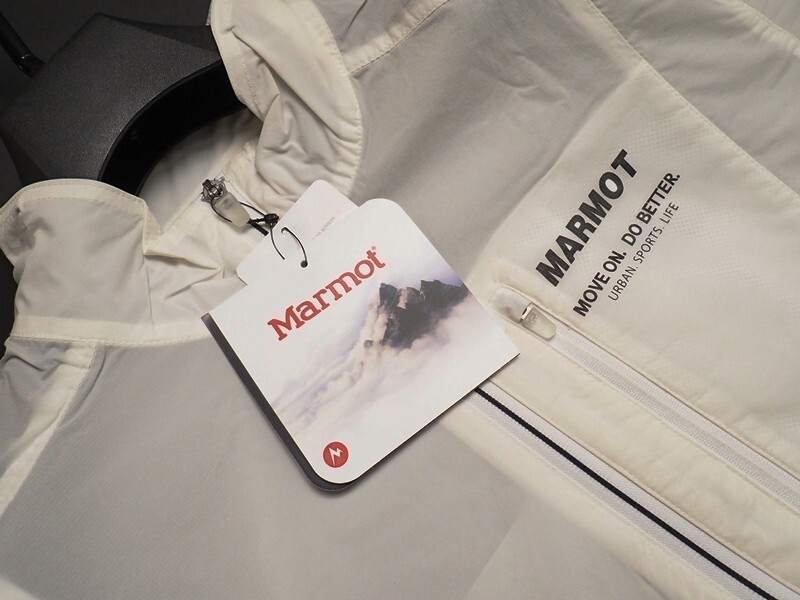 Marmot®
MARMOT
MOVE ON. DO BETTER.
URBAN. SPORTS. LIFE